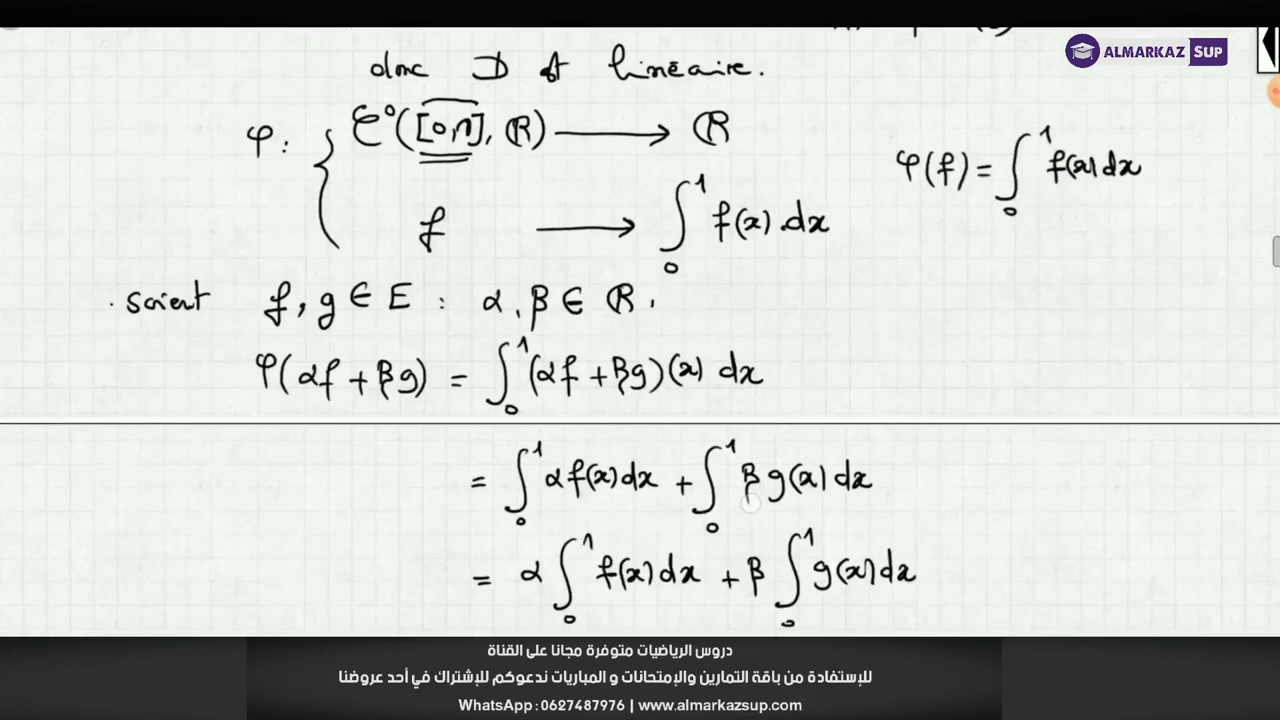 ALMARKAZ SUP
donc D est linéaire.
φ : { C⁰([0,1], ℝ) ⟶ ℝ
f ⟶ ∫₀¹ f(x).dx
φ(f) = ∫₀¹ f(x) dx
. soient f, g ∈ E : α, β ∈ ℝ.
φ(αf + βg) = ∫₀¹ (αf + βg)(x) dx
= ∫₀¹ αf(x) dx + ∫₀¹ βg(x) dx
= α ∫₀¹ f(x) dx + β ∫₀¹ g(x) dx
دروس الرياضيات متوفرة مجانا على القناة
للإستفادة من باقة التمارين والإمتحانات و المباريات ندعوكم للإشتراك في أحد عروضنا
WhatsApp : 0627487976 | www.almarkazsup.com